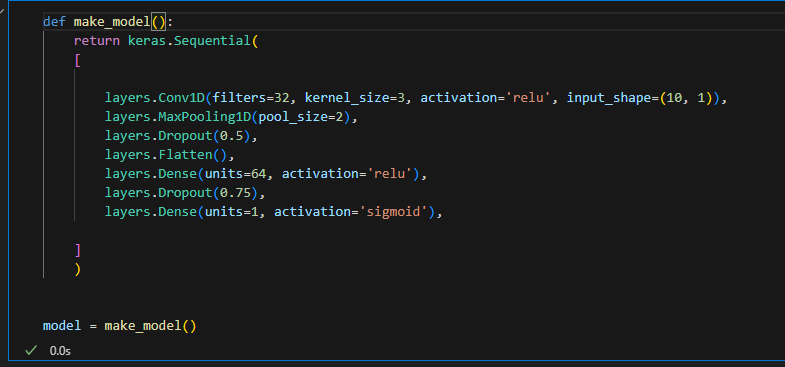 def make_model():
    return keras.Sequential(
    [
        layers.Conv1D(filters=32, kernel_size=3, activation='relu', input_shape=(10, 1)),
        layers.MaxPooling1D(pool_size=2),
        layers.Dropout(0.5),
        layers.Flatten(),
        layers.Dense(units=64, activation='relu'),
        layers.Dropout(0.75),
        layers.Dense(units=1, activation='sigmoid'),
    ]
    )
model = make_model()
0.0s